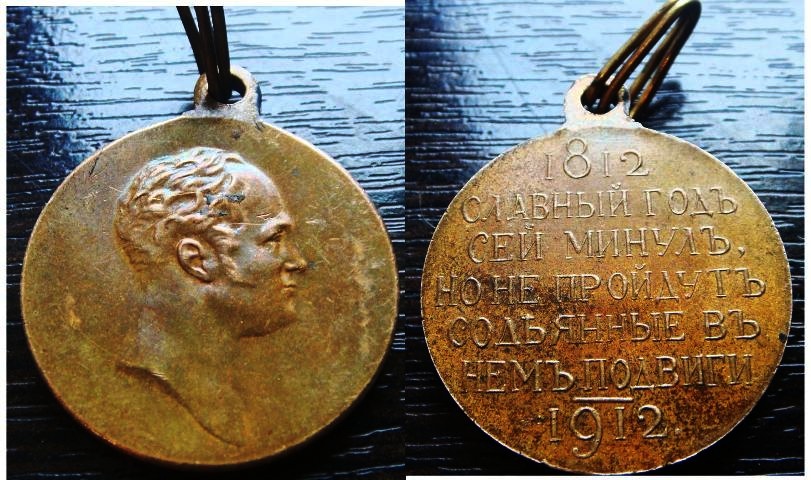 1812
СЛАВНЫЙ ГОДЪ
СЕЙ МИНУЛЪ,
НО НЕ ПРОЙДУТЪ
СОДѢЯННЫЕ ВЪ
НЕМЪ ПОДВИГИ
1912.